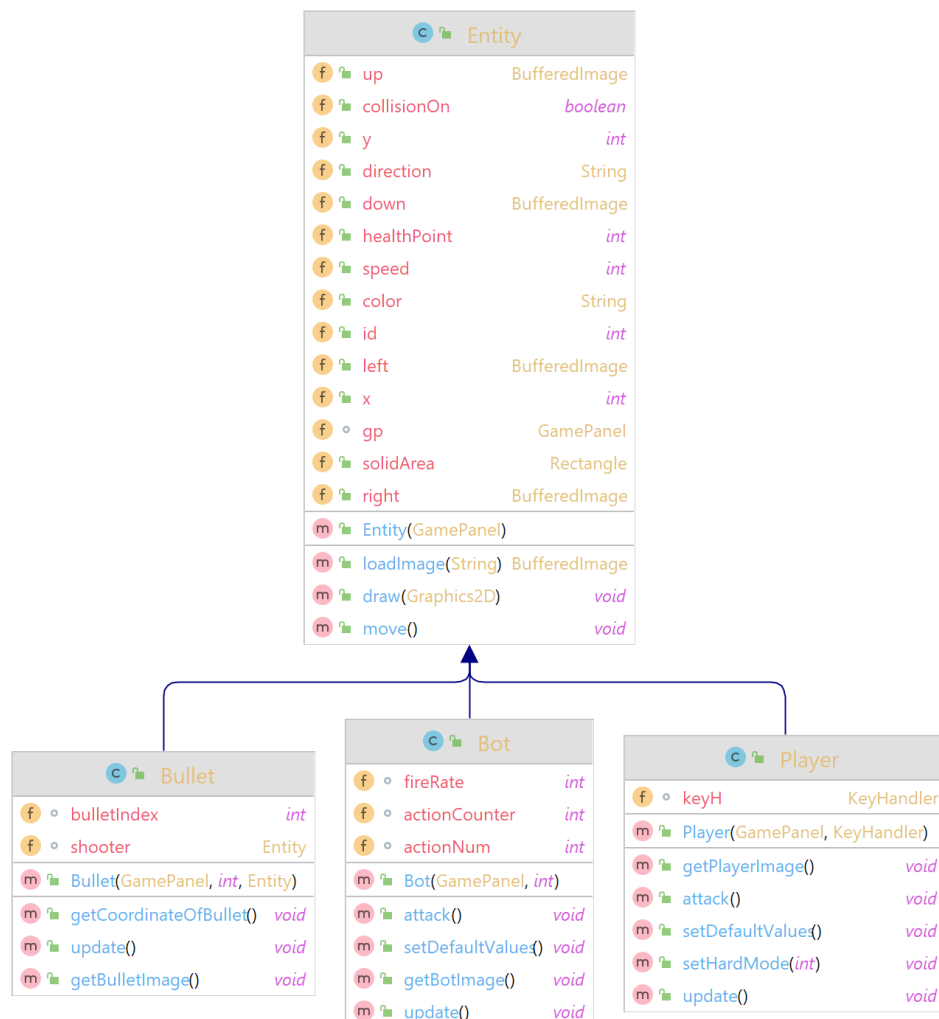 Entity
up BufferedImage
collisionOn boolean
y int
direction String
down BufferedImage
healthPoint int
speed int
color String
id int
left BufferedImage
x int
gp GamePanel
solidArea Rectangle
right BufferedImage
Entity(GamePanel)
loadImage(String) BufferedImage
draw(Graphics2D) void
move() void
Bullet
bulletIndex int
shooter Entity
Bullet(GamePanel, int, Entity)
getCoordinateOfBullet() void
update() void
getBulletImage() void
Bot
fireRate int
actionCounter int
actionNum int
Bot(GamePanel, int)
attack() void
setDefaultValues() void
getBotImage() void
update() void
Player
keyH KeyHandler
Player(GamePanel, KeyHandler)
getPlayerImage() void
attack() void
setDefaultValues() void
setHardMode(int) void
update() void